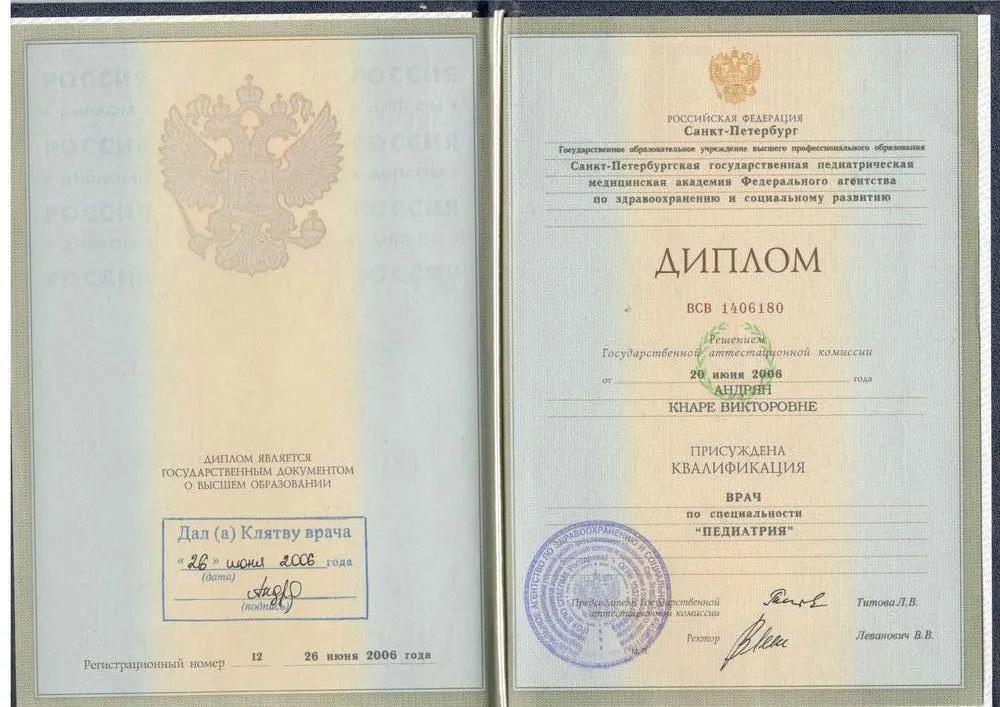 ДИПЛОМ ЯВЛЯЕТСЯ
ГОСУДАРСТВЕННЫМ ДОКУМЕНТОМ
О ВЫСШЕМ ОБРАЗОВАНИИ
Дал (а) Клятву врача
"26" июня 2006 года
(дата)
(подпись)
Регистрационный номер 12 26 июня 2006 года
РОССИЙСКАЯ ФЕДЕРАЦИЯ
Санкт-Петербург
Государственное образовательное учреждение высшего профессионального образования
Санкт-Петербургская государственная педиатрическая
медицинская академия Федерального агентства
по здравоохранению и социальному развитию
ДИПЛОМ
ВСВ 1406180
Решением
Государственной аттестационной комиссии
от 20 июня 2006 года
АНДРЯН
КНАРЕ ВИКТОРОВНЕ
ПРИСУЖДЕНА
КВАЛИФИКАЦИЯ
ВРАЧ
по специальности
"ПЕДИАТРИЯ"
Председатель Государственной
аттестационной комиссии
Титова Л.В.
Ректор
Леванович В.В.
М.П.